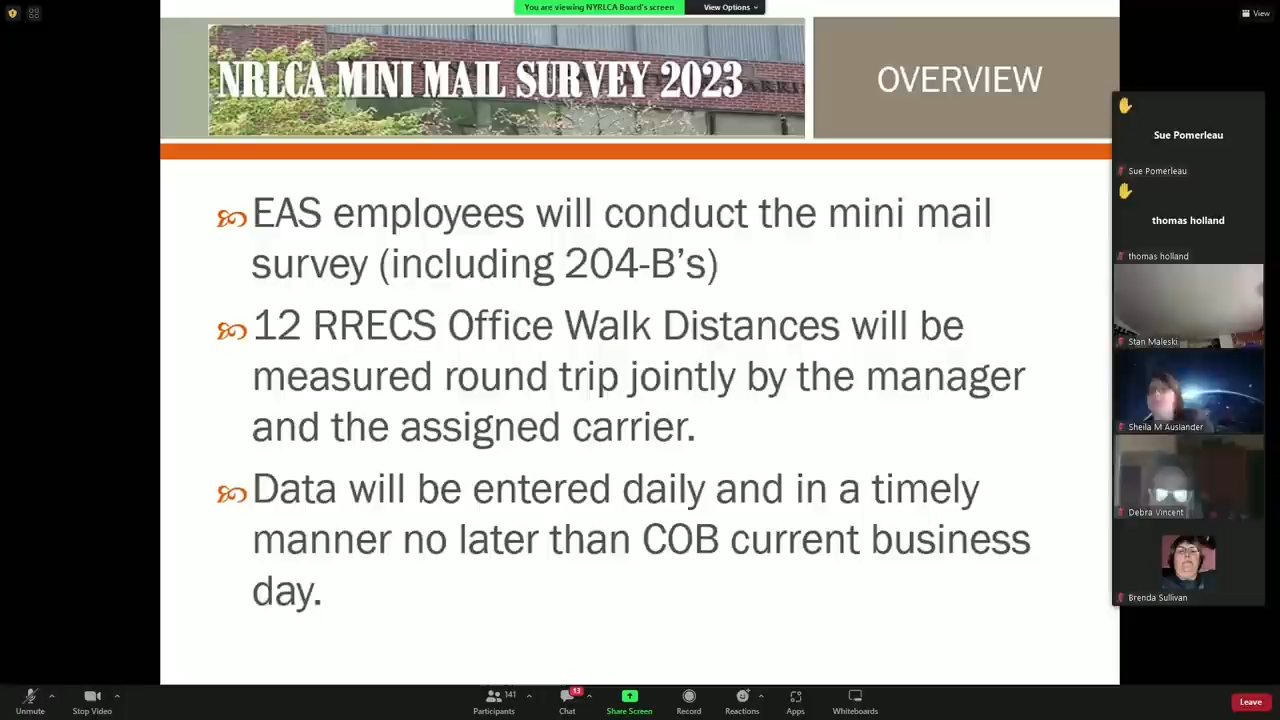 You are viewing NYRLCA Board's screen
View Options
View
NRLCA MINI MAIL SURVEY 2023
OVERVIEW
EAS employees will conduct the mini mail
survey (including 204-B's)
12 RRECS Office Walk Distances will be
measured round trip jointly by the manager
and the assigned carrier.
Data will be entered daily and in a timely
manner no later than COB current business
day.
Sue Pomerleau
Sue Pomerleau
thomas holland
thomas holland
Stan Maleski
Sheila M Auslander
Debra Vincent
Brenda Sullivan
Unmute
Stop Video
141
Participants
13
Chat
Share Screen
Record
Reactions
Apps
Whiteboards
Leave